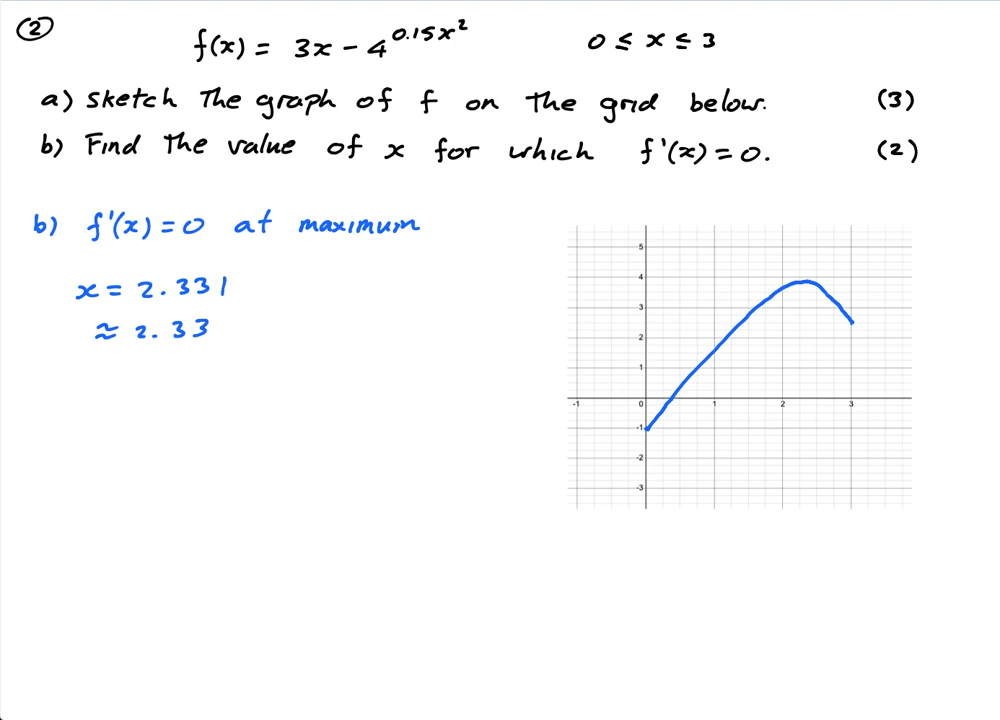 ② f(x) = 3x - 4^0.15x² 0 ≤ x ≤ 3
a) sketch The graph of f on the grid below. (3)
b) Find the value of x for which f'(x) = 0. (2)
b) f'(x) = 0 at maximum
x = 2.331
≈ 2.33
5
4
3
2
1
-1 0 1 2 3
-1
-2
-3